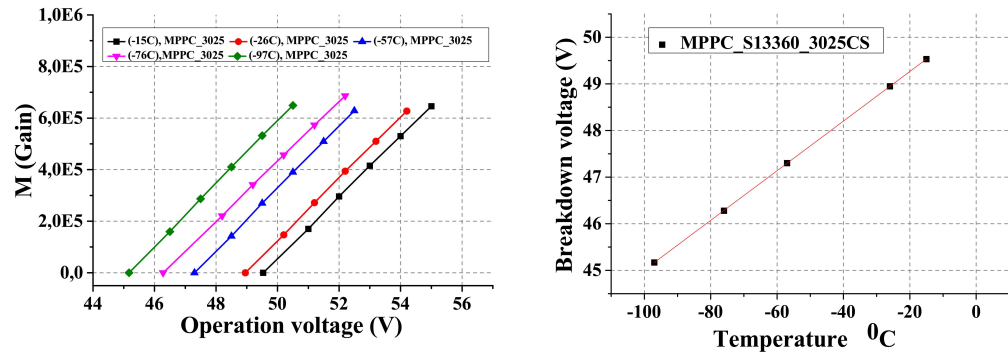 1,0E6
8,0E5
6,0E5
4,0E5
2,0E5
0,0
M (Gain)
(-15C), MPPC_3025 (-26C), MPPC_3025 (-57C), MPPC_3025
(-76C),MPPC_3025 (-97C), MPPC_3025
44 46 48 50 52 54 56
Operation voltage (V)
50
49
48
47
46
45
Breakdown voltage (V)
MPPC_S13360_3025CS
-100 -80 -60 -40 -20 0
Temperature ⁰C